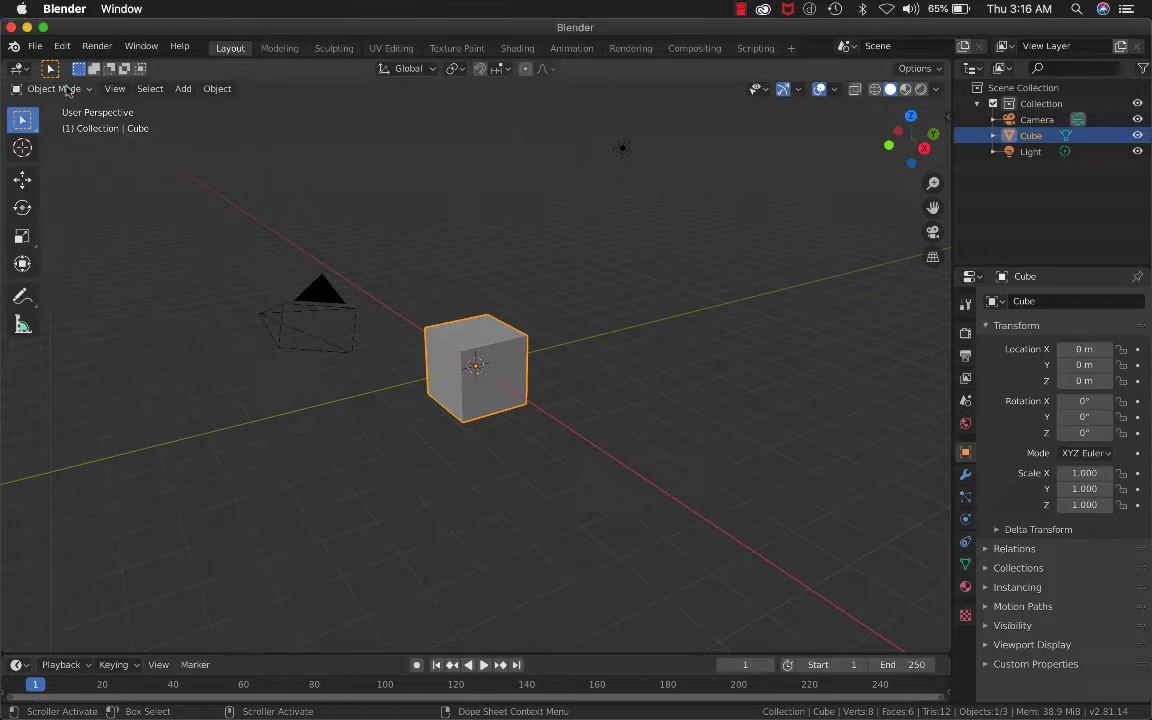 Blender Window 65% Thu 3:16 AM
Blender
File Edit Render Window Help Layout Modeling Sculpting UV Editing Texture Paint Shading Animation Rendering Compositing Scripting + Scene View Layer
Global Options
Object Mode View Select Add Object
User Perspective
(1) Collection | Cube
Z
Y
X
Scene Collection
Collection
Camera
Cube
Light
Cube
Cube
Transform
Location X 0 m
Y 0 m
Z 0 m
Rotation X 0°
Y 0°
Z 0°
Mode XYZ Euler
Scale X 1.000
Y 1.000
Z 1.000
Delta Transform
Relations
Collections
Instancing
Motion Paths
Visibility
Viewport Display
Custom Properties
Playback Keying View Marker 1 Start 1 End 250
1 20 40 60 80 100 120 140 160 180 200 220 240
Scroller Activate Box Select Scroller Activate Dope Sheet Context Menu Collection | Cube | Verts:8 | Faces:6 | Tris:12 | Objects:1/3 | Mem: 38.9 MiB | v2.81.14